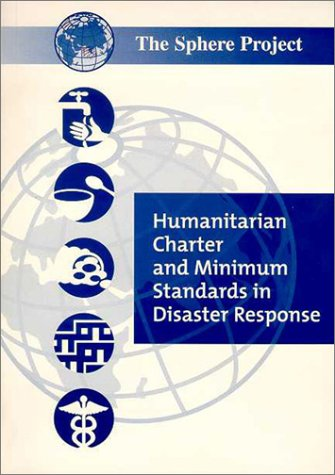 The Sphere Project
Humanitarian
Charter
and Minimum
Standards in
Disaster Response